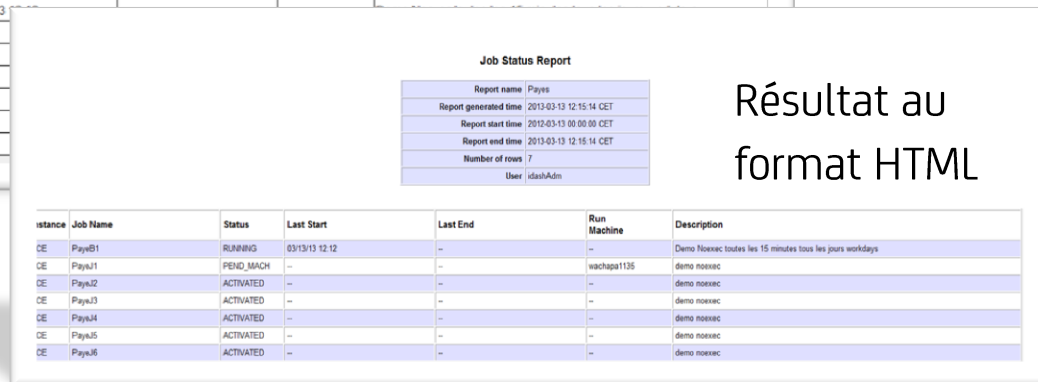 Job Status Report
Report name Payes
Report generated time 2013-03-13 12:15:14 CET
Report start time 2012-03-13 00:00:00 CET
Report end time 2013-03-13 12:15:14 CET
Number of rows 7
User idashAdm
Résultat au
format HTML
stance Job Name Status Last Start Last End Run Machine Description
CE PayeB1 RUNNING 03/13/13 12:12 -- -- Demo Noexec toutes les 15 minutes tous les jours workdays
CE PayeJ1 PEND_MACH -- -- wachapa1135 demo noexec
CE PayeJ2 ACTIVATED -- -- -- demo noexec
CE PayeJ3 ACTIVATED -- -- -- demo noexec
CE PayeJ4 ACTIVATED -- -- -- demo noexec
CE PayeJ5 ACTIVATED -- -- -- demo noexec
CE PayeJ6 ACTIVATED -- -- -- demo noexec